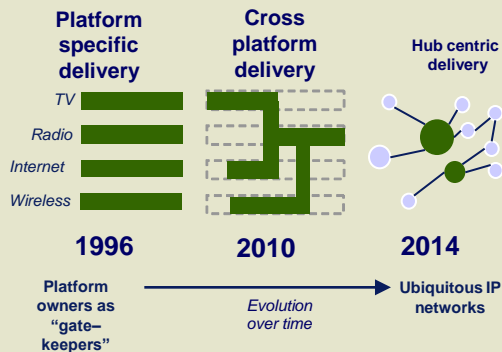 Platform
specific
delivery
Cross
platform
delivery
Hub centric
delivery
TV
Radio
Internet
Wireless
1996
2010
2014
Platform
owners as
“gate–
keepers”
Evolution
over time
Ubiquitous IP
networks